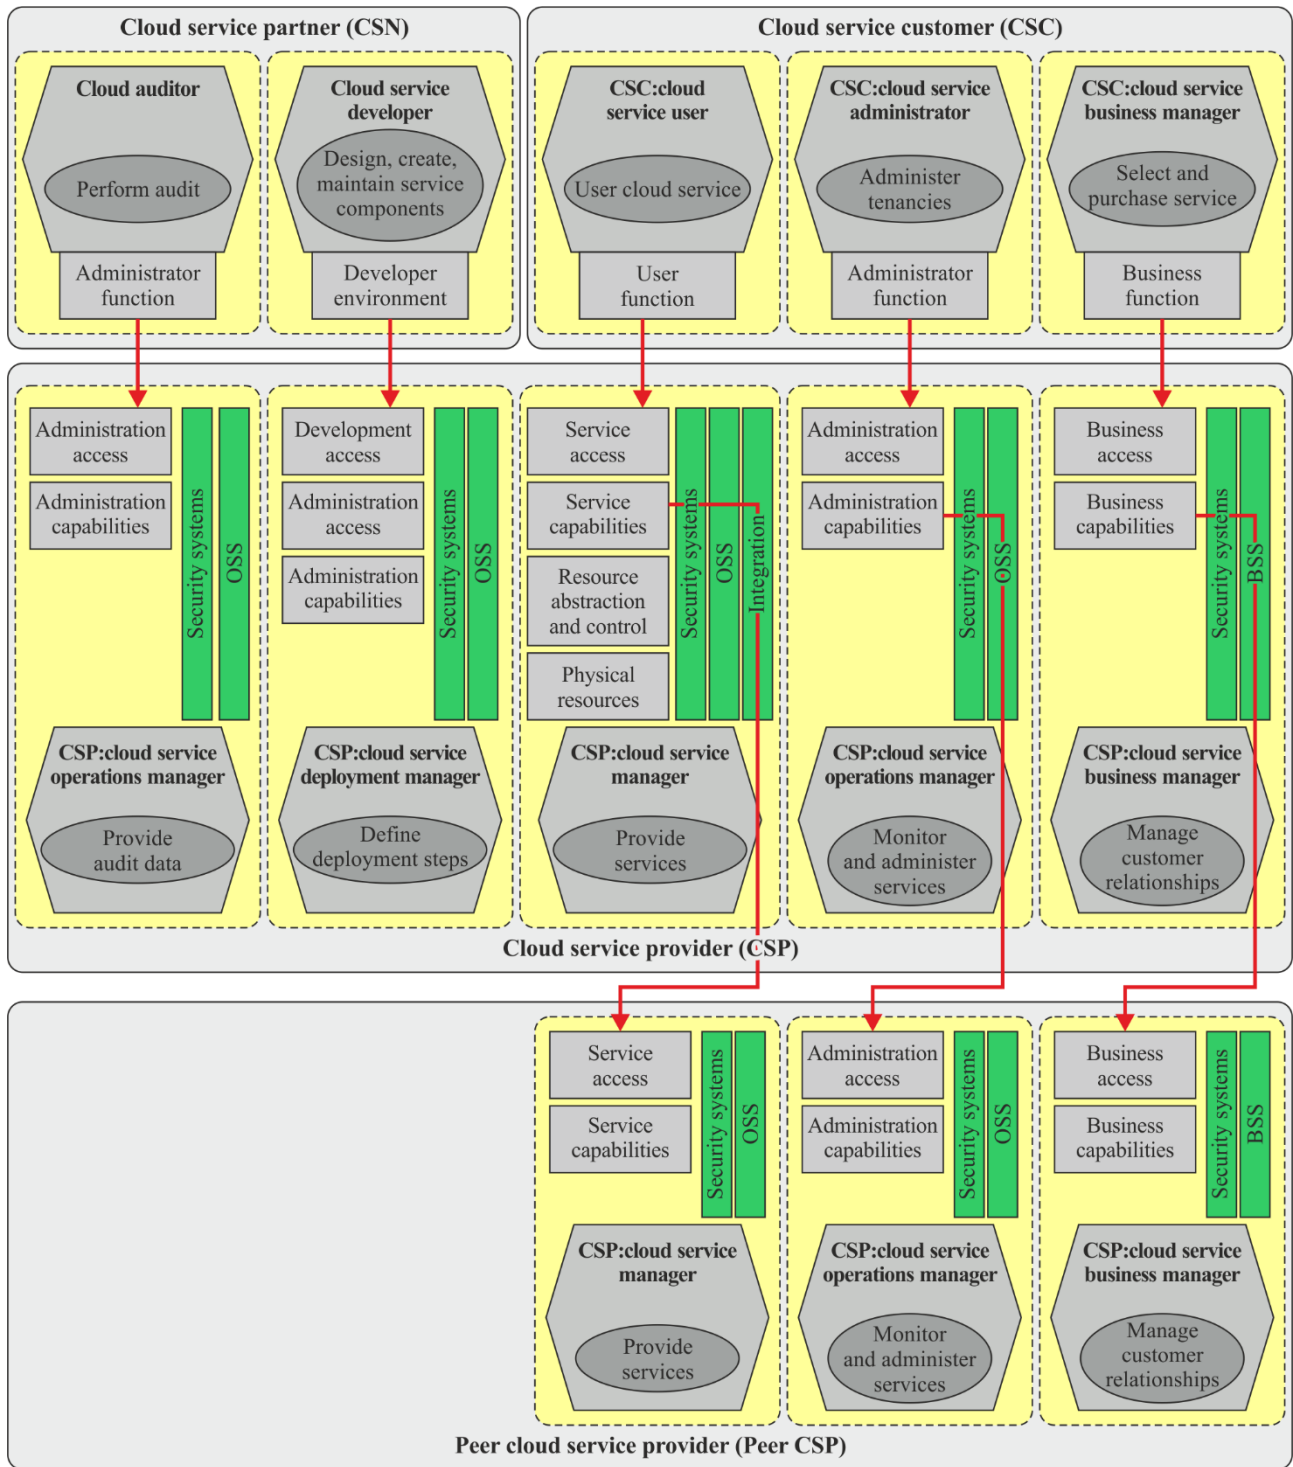 Cloud service partner (CSN)
Cloud auditor
Perform audit
Administrator
function
Cloud service
developer
Design, create,
maintain service
components
Developer
environment
Cloud service customer (CSC)
CSC:cloud
service user
User cloud service
User
function
CSC:cloud service
administrator
Administer
tenancies
Administrator
function
CSC:cloud service
business manager
Select and
purchase service
Business
function
Administration
access
Administration
capabilities
Security systems
OSS
CSP:cloud service
operations manager
Provide
audit data
Development
access
Administration
access
Administration
capabilities
Security systems
OSS
CSP:cloud service
deployment manager
Define
deployment steps
Service
access
Service
capabilities
Resource
abstraction
and control
Physical
resources
Security systems
OSS
Integration
CSP:cloud service
manager
Provide
services
Administration
access
Administration
capabilities
Security systems
OSS
CSP:cloud service
operations manager
Monitor
and administer
services
Business
access
Business
capabilities
Security systems
BSS
CSP:cloud service
business manager
Manage
customer
relationships
Cloud service provider (CSP)
Service
access
Service
capabilities
Security systems
OSS
CSP:cloud service
manager
Provide
services
Administration
access
Administration
capabilities
Security systems
OSS
CSP:cloud service
operations manager
Monitor
and administer
services
Business
access
Business
capabilities
Security systems
BSS
CSP:cloud service
business manager
Manage
customer
relationships
Peer cloud service provider (Peer CSP)